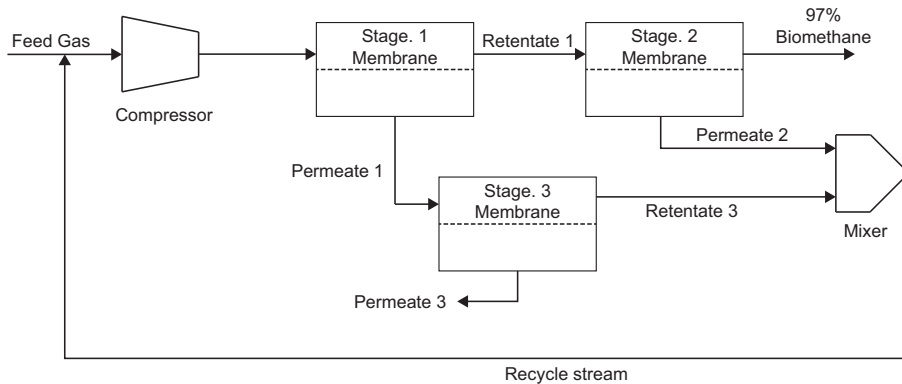 97%
Biomethane
Feed Gas
Compressor
Stage. 1
Membrane
Retentate 1
Stage. 2
Membrane
Permeate 1
Permeate 2
Stage. 3
Membrane
Retentate 3
Mixer
Permeate 3
Recycle stream